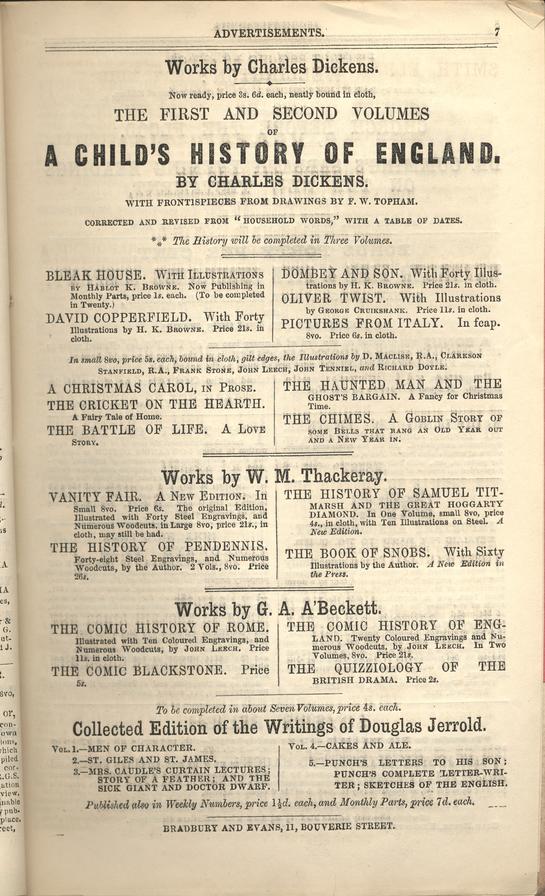 ADVERTISEMENTS. 7
Works by Charles Dickens.
Now ready, price 3s. 6d. each, neatly bound in cloth,
THE FIRST AND SECOND VOLUMES
OF
A CHILD'S HISTORY OF ENGLAND.
BY CHARLES DICKENS.
WITH FRONTISPIECES FROM DRAWINGS BY F. W. TOPHAM.
CORRECTED AND REVISED FROM "HOUSEHOLD WORDS," WITH A TABLE OF DATES.
*** The History will be completed in Three Volumes.
BLEAK HOUSE. WITH ILLUSTRATIONS
BY HABLOT K. BROWNE. Now Publishing in
Monthly Parts, price 1s. each. (To be completed
in Twenty.)
DAVID COPPERFIELD. With Forty
Illustrations by H. K. BROWNE. Price 21s. in
cloth.
DOMBEY AND SON. With Forty Illus-
trations by H. K. BROWNE. Price 21s. in cloth.
OLIVER TWIST. With Illustrations
by GEORGE CRUIKSHANK. Price 11s. in cloth.
PICTURES FROM ITALY. In fcap.
8vo. Price 6s. in cloth.
In small 8vo, price 5s. each, bound in cloth, gilt edges, the Illustrations by D. MACLISE, R.A., CLARKSON
STANFIELD, R.A., FRANK STONE, JOHN LEECH, JOHN TENNIEL, and RICHARD DOYLE.
A CHRISTMAS CAROL, IN PROSE.
THE CRICKET ON THE HEARTH.
A Fairy Tale of Home.
THE BATTLE OF LIFE. A LOVE
STORY.
THE HAUNTED MAN AND THE
GHOST'S BARGAIN. A Fancy for Christmas
Time.
THE CHIMES. A GOBLIN STORY OF
SOME BELLS THAT RANG AN OLD YEAR OUT
AND A NEW YEAR IN.
Works by W. M. Thackeray.
VANITY FAIR. A NEW EDITION. In
Small 8vo. Price 6s. The original Edition,
Illustrated with Forty Steel Engravings, and
Numerous Woodcuts, in Large 8vo, price 21s., in
cloth, may still be had.
THE HISTORY OF PENDENNIS.
Forty-eight Steel Engravings, and Numerous
Woodcuts, by the Author. 2 Vols., 8vo. Price
26s.
THE HISTORY OF SAMUEL TIT-
MARSH AND THE GREAT HOGGARTY
DIAMOND. In One Volume, small 8vo, price
4s., in cloth, with Ten Illustrations on Steel. A
New Edition.
THE BOOK OF SNOBS. With Sixty
Illustrations by the Author. A New Edition in
the Press.
Works by G. A. A'Beckett.
THE COMIC HISTORY OF ROME.
Illustrated with Ten Coloured Engravings, and
Numerous Woodcuts, by JOHN LEECH. Price
11s. in cloth.
THE COMIC BLACKSTONE. Price
5s.
THE COMIC HISTORY OF ENG-
LAND. Twenty Coloured Engravings and Nu-
merous Woodcuts, by JOHN LEECH. In Two
Volumes, 8vo. Price 21s.
THE QUIZZIOLOGY OF THE
BRITISH DRAMA. Price 2s.
To be completed in about Seven Volumes, price 4s. each.
Collected Edition of the Writings of Douglas Jerrold.
VOL. 1.—MEN OF CHARACTER.
2.—ST. GILES AND ST. JAMES.
3.—MRS. CAUDLE'S CURTAIN LECTURES;
STORY OF A FEATHER; AND THE
SICK GIANT AND DOCTOR DWARF.
VOL. 4.—CAKES AND ALE.
5.—PUNCH'S LETTERS TO HIS SON;
PUNCH'S COMPLETE LETTER-WRI-
TER; SKETCHES OF THE ENGLISH.
Published also in Weekly Numbers, price 1½d. each, and Monthly Parts, price 7d. each.
BRADBURY AND EVANS, 11, BOUVERIE STREET.